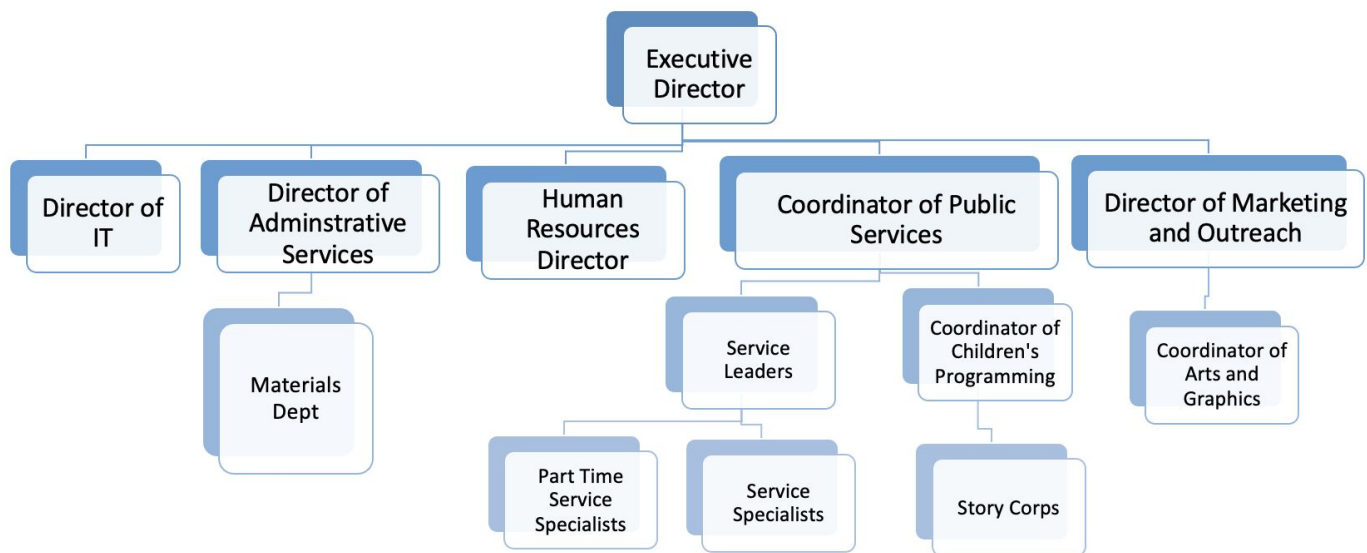 Executive
Director
Director of
IT
Director of
Adminstrative
Services
Human
Resources
Director
Coordinator of Public
Services
Director of Marketing
and Outreach
Materials
Dept
Service
Leaders
Coordinator of
Children's
Programming
Coordinator of
Arts and
Graphics
Part Time
Service
Specialists
Service
Specialists
Story Corps